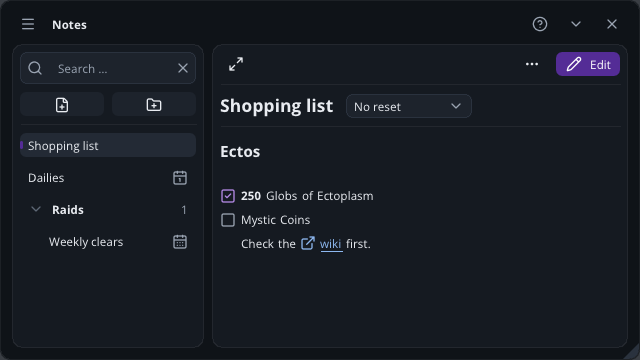 Notes
Search ...
Shopping list
Dailies
Raids 1
Weekly clears
Edit
Shopping list No reset
Ectos
250 Globs of Ectoplasm
Mystic Coins
Check the wiki first.